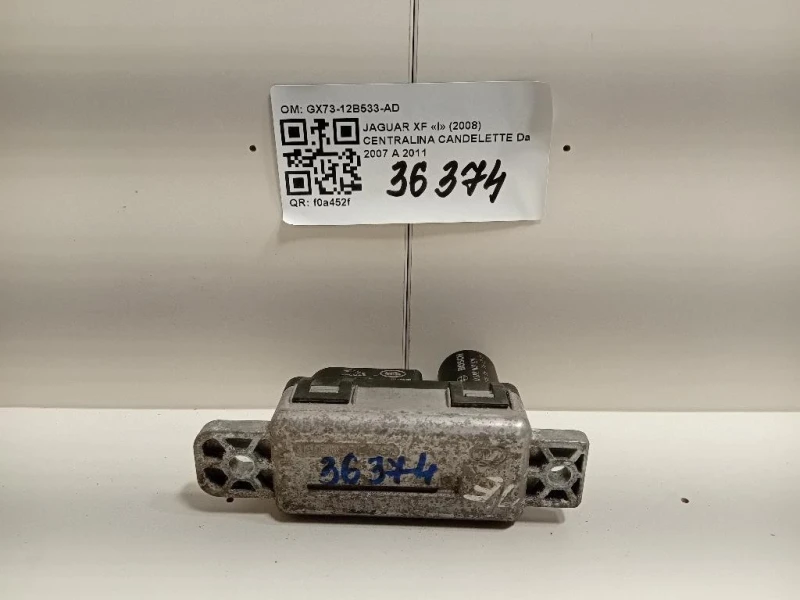 OM: GX73-12B533-AD
JAGUAR XF «I» (2008)
CENTRALINA CANDELETTE Da
2007 A 2011
36374
QR: f0a452f
36374